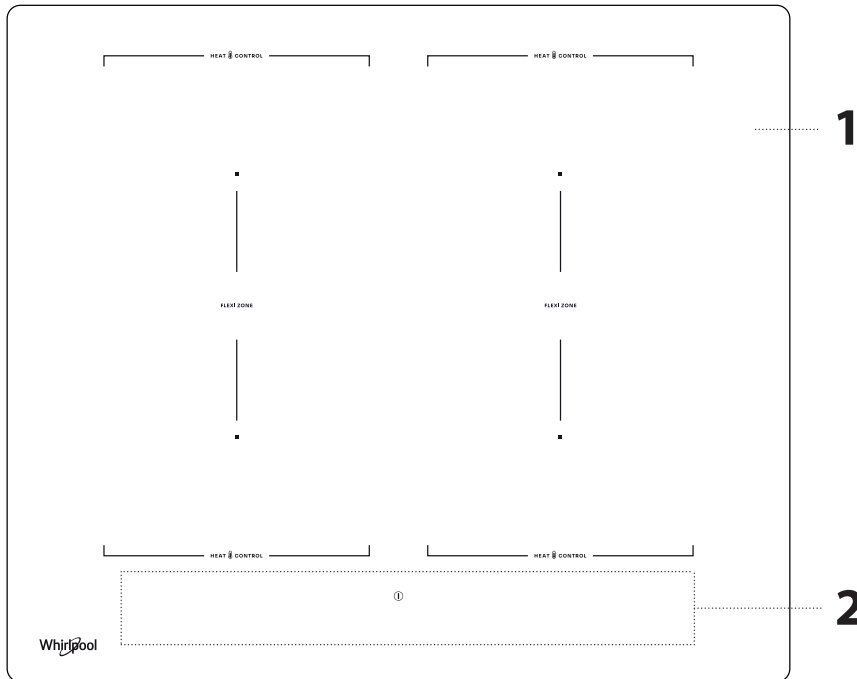 HEAT CONTROL HEAT CONTROL
1
FLEXI ZONE FLEXI ZONE
HEAT CONTROL HEAT CONTROL
2
Whirlpool